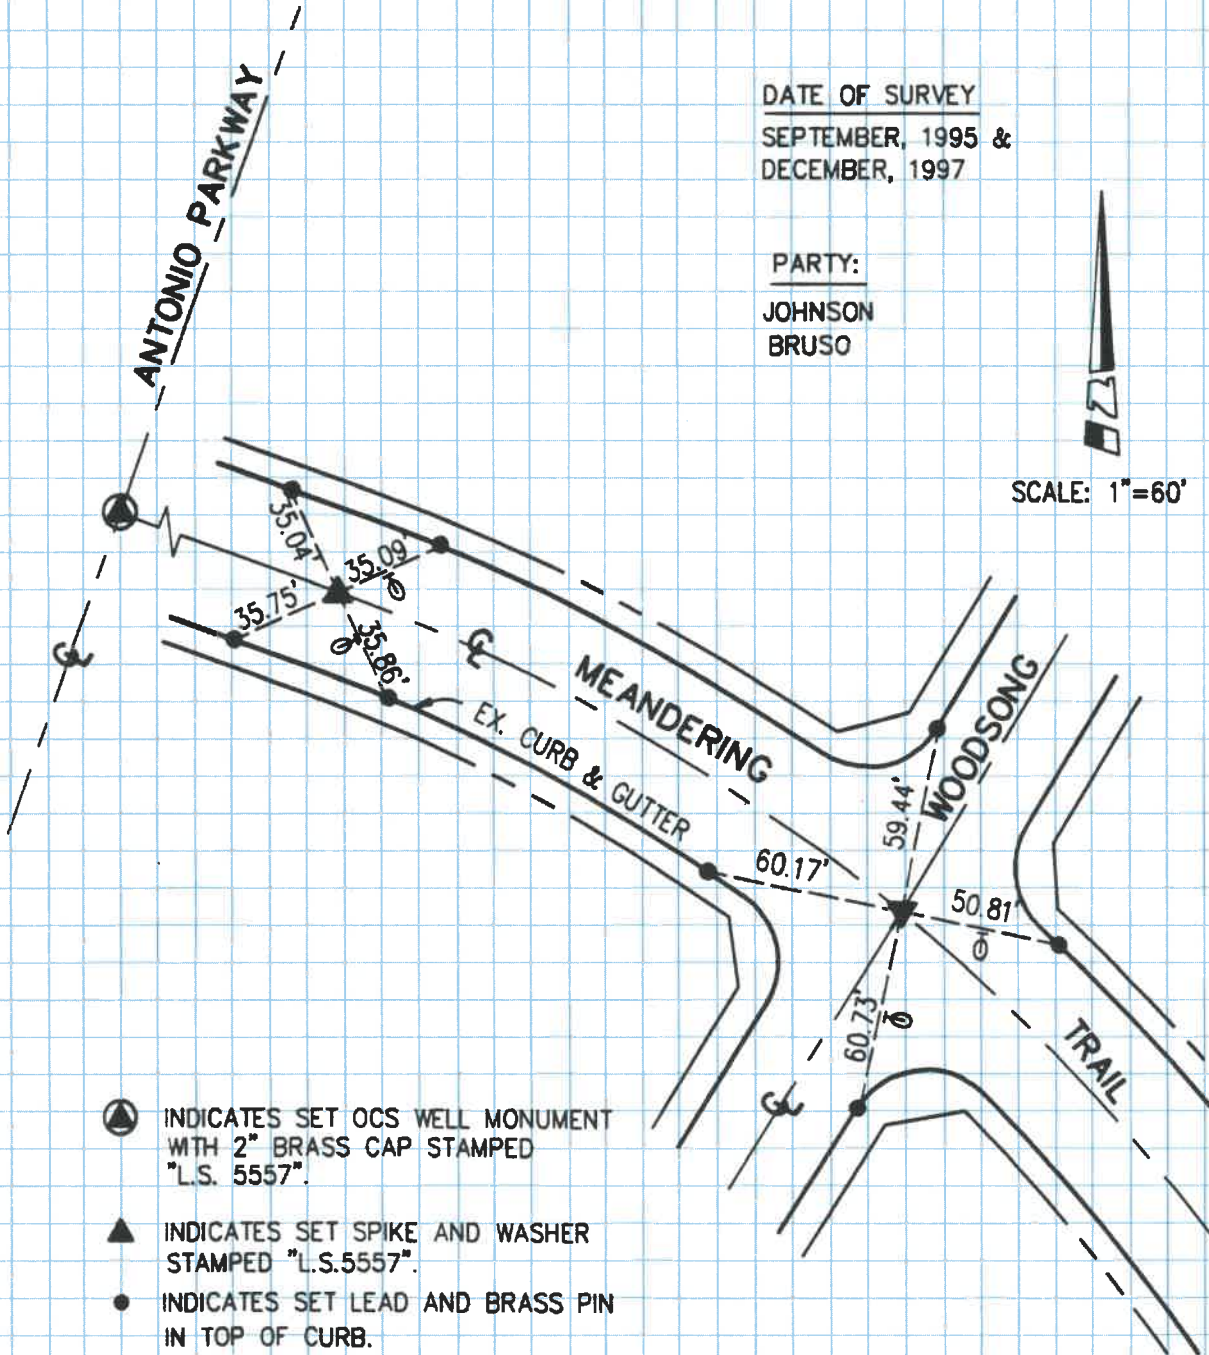 DATE OF SURVEY
SEPTEMBER, 1995 &
DECEMBER, 1997
PARTY:
JOHNSON
BRUSO
N
SCALE: 1"=60'
ANTONIO PARKWAY
35.04'
35.09'
35.75'
35.86'
℄
℄
MEANDERING
EX. CURB & GUTTER
WOODSONG
59.44'
60.17'
50.81'
60.73'
℄
TRAIL
INDICATES SET OCS WELL MONUMENT
WITH 2" BRASS CAP STAMPED
"L.S. 5557".
INDICATES SET SPIKE AND WASHER
STAMPED "L.S.5557".
INDICATES SET LEAD AND BRASS PIN
IN TOP OF CURB.